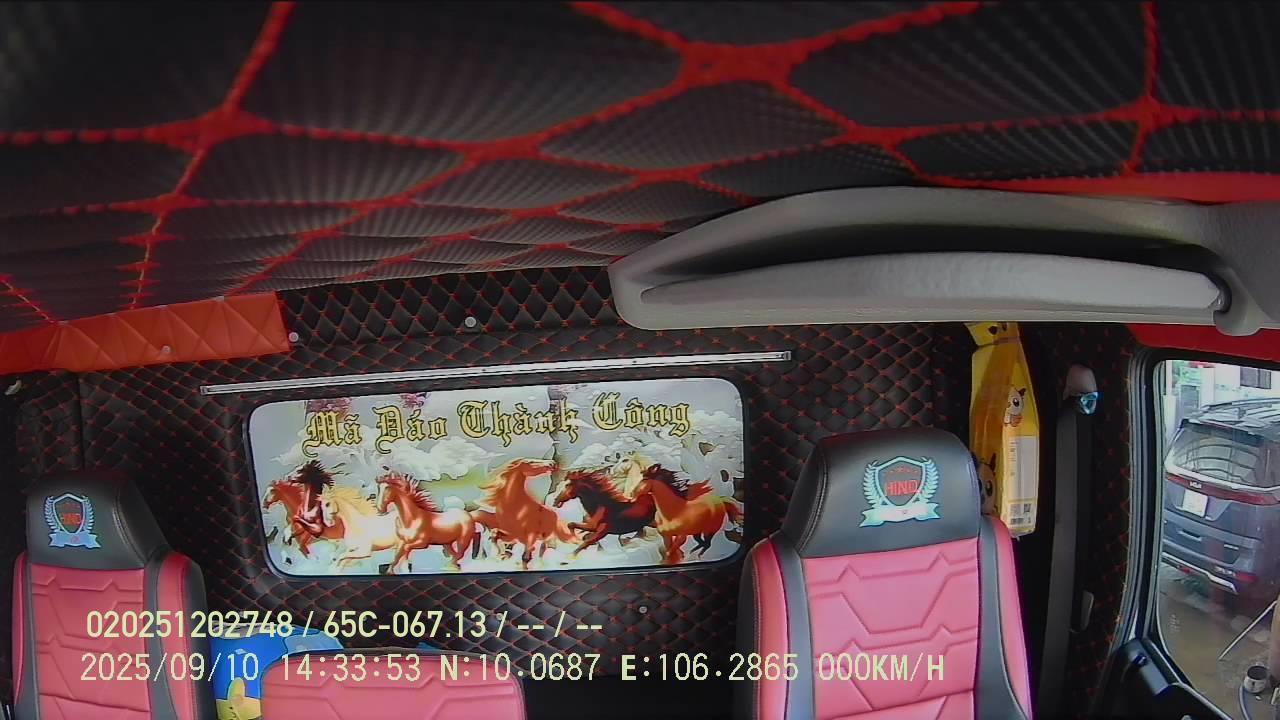 Mã Đáo Thành Công
HINO
HINO
020251202748 / 65C-067.13 / -- / --
2025/09/10 14:33:53 N:10.0687 E:106.2865 000KM/H